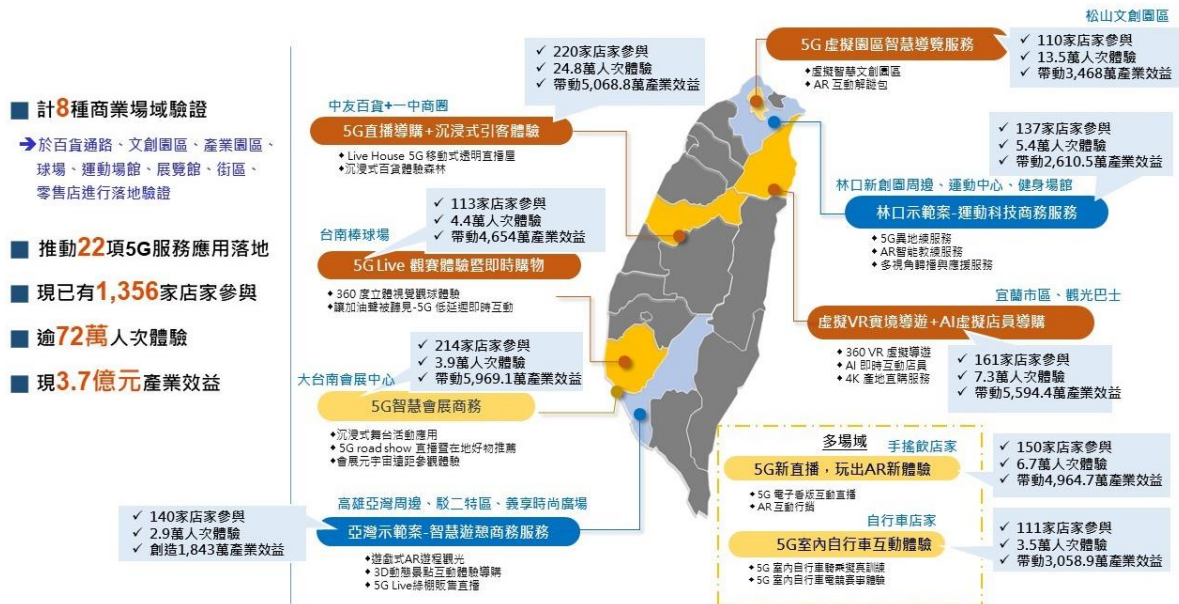 ■ 計8種商業場域驗證
➔於百貨通路、文創園區、產業園區、
球場、運動場館、展覽館、街區、
零售店進行落地驗證
■ 推動22項5G服務應用落地
■ 現已有1,356家店家參與
■ 逾72萬人次體驗
■ 現3.7億元產業效益
✓ 220家店家參與
✓ 24.8萬人次體驗
✓ 帶動5,068.8萬產業效益
中友百貨+一中商圈
5G直播導購+沉浸式引客體驗
◆ Live House 5G 移動式透明直播屋
◆ 沉浸式百貨體驗森林
✓ 113家店家參與
✓ 4.4萬人次體驗
✓ 帶動4,654萬產業效益
台南棒球場
5G Live 觀賽體驗暨即時購物
◆ 360 度立體視覺觀球體驗
◆ 讓加油聲被聽見-5G 低延遲即時互動
✓ 214家店家參與
✓ 3.9萬人次體驗
✓ 帶動5,969.1萬產業效益
大台南會展中心
5G智慧會展商務
◆沉浸式舞台活動應用
◆ 5G road show 直播暨在地好物推薦
◆會展元宇宙遠距參觀體驗
高雄亞灣周邊、駁二特區、義享時尚廣場
✓ 140家店家參與
✓ 2.9萬人次體驗
✓ 創造1,843萬產業效益
亞灣示範案-智慧遊憩商務服務
◆遊戲式AR遊程觀光
◆ 3D動態景點互動體驗導購
◆ 5G Live綠棚販售直播
松山文創園區
5G 虛擬園區智慧導覽服務
✓ 110家店家參與
✓ 13.5萬人次體驗
✓ 帶動3,468萬產業效益
◆虛擬智慧文創園區
◆ AR 互動解謎包
✓ 137家店家參與
✓ 5.4萬人次體驗
✓ 帶動2,610.5萬產業效益
林口新創園周邊、運動中心、健身場館
林口示範案-運動科技商務服務
◆ 5G異地練服務
◆ AR智能教練服務
◆ 多視角轉播與應援服務
宜蘭市區、觀光巴士
虛擬VR實境導遊+AI虛擬店員導購
◆ 360 VR 虛擬導遊
◆ AI 即時互動店員
◆ 4K 產地直購服務
✓ 161家店家參與
✓ 7.3萬人次體驗
✓ 帶動5,594.4萬產業效益
多場域
手搖飲店家
5G新直播，玩出AR新體驗
◆ 5G 電子看版互動直播
◆ AR互動行銷
✓ 150家店家參與
✓ 6.7萬人次體驗
✓ 帶動4,964.7萬產業效益
自行車店家
5G室內自行車互動體驗
◆ 5G 室內自行車騎乘擬真訓練
◆ 5G 室內自行車電競賽事體驗
✓ 111家店家參與
✓ 3.5萬人次體驗
✓ 帶動3,058.9萬產業效益